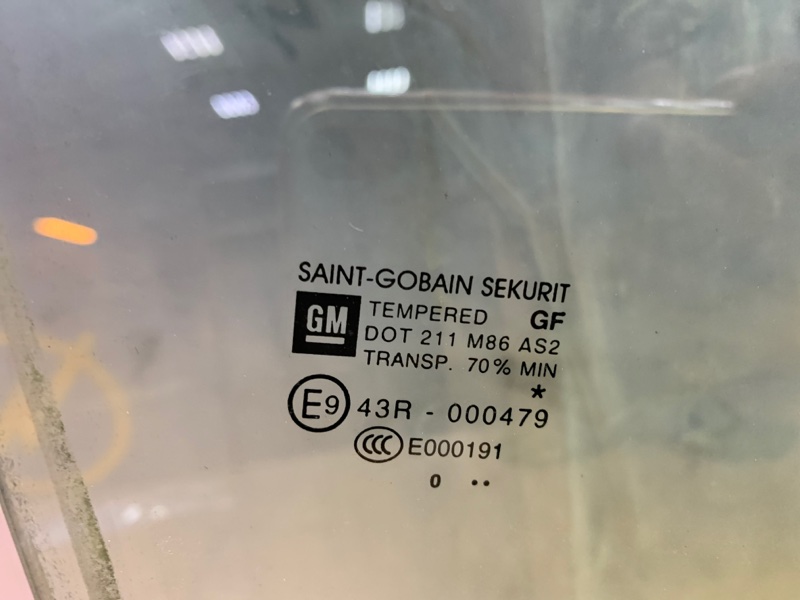 SAINT-GOBAIN SEKURIT
GM
TEMPERED GF
DOT 211 M86 AS2
TRANSP. 70% MIN
*
E9 43R - 000479
CCC E000191
0 ··